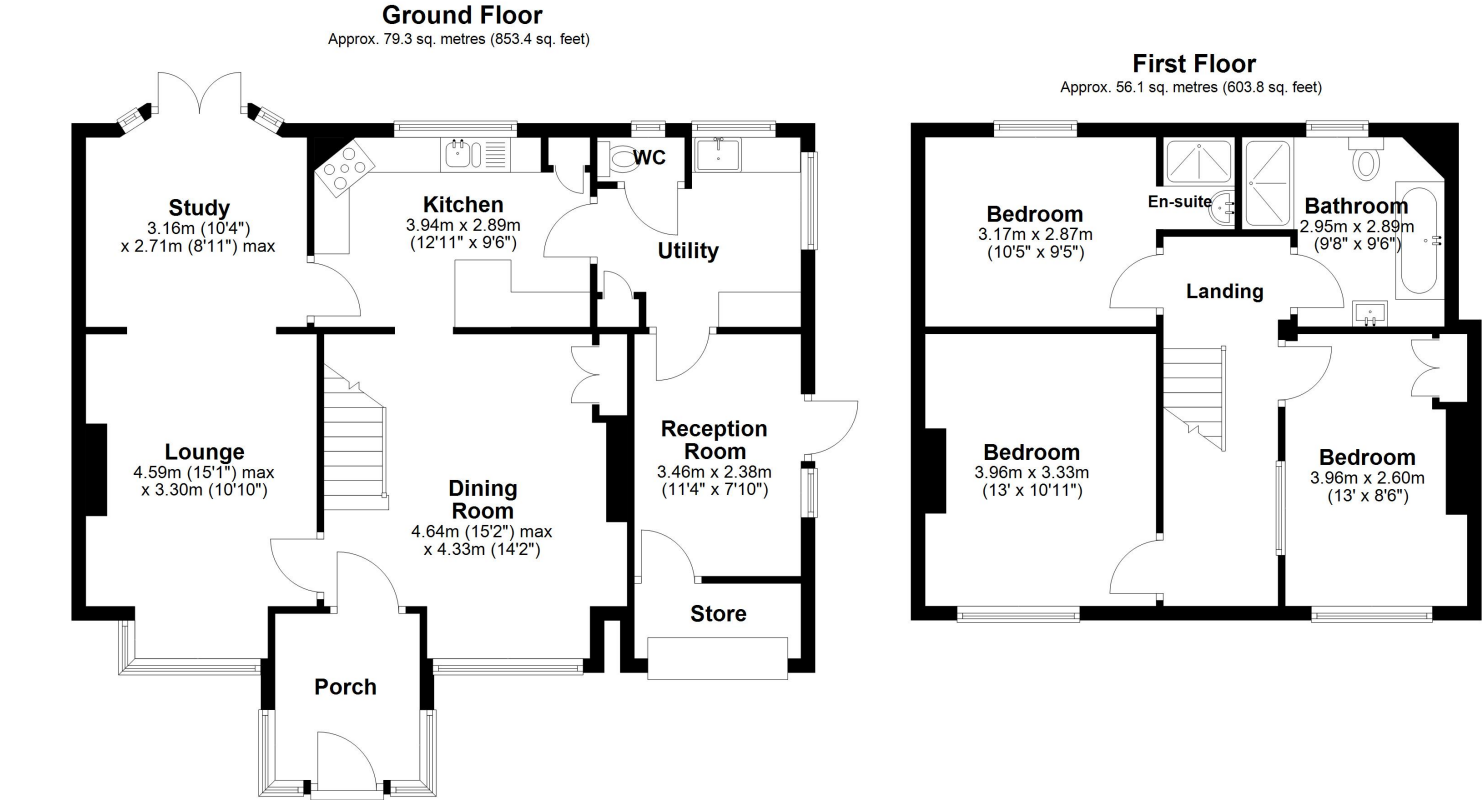 Ground Floor
Approx. 79.3 sq. metres (853.4 sq. feet)
Study
3.16m (10'4")
x 2.71m (8'11") max
Kitchen
3.94m x 2.89m
(12'11" x 9'6")
WC
Utility
Lounge
4.59m (15'1") max
x 3.30m (10'10")
Dining
Room
4.64m (15'2") max
x 4.33m (14'2")
Reception
Room
3.46m x 2.38m
(11'4" x 7'10")
Store
Porch
First Floor
Approx. 56.1 sq. metres (603.8 sq. feet)
Bedroom
3.17m x 2.87m
(10'5" x 9'5")
En-suite
Bathroom
2.95m x 2.89m
(9'8" x 9'6")
Landing
Bedroom
3.96m x 3.33m
(13' x 10'11")
Bedroom
3.96m x 2.60m
(13' x 8'6")